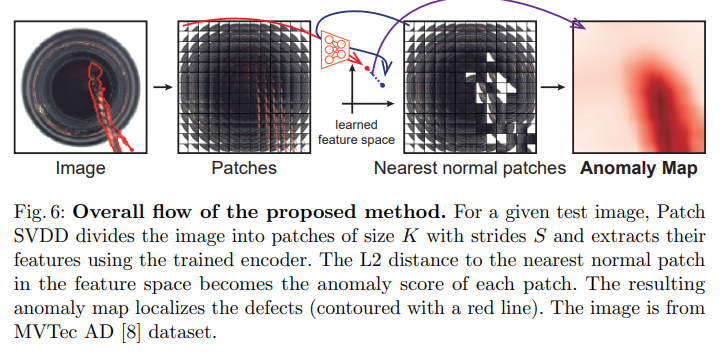 learned
feature space
Image
Patches
Nearest normal patches
Anomaly Map
Fig. 6: Overall flow of the proposed method. For a given test image, Patch
SVDD divides the image into patches of size K with strides S and extracts their
features using the trained encoder. The L2 distance to the nearest normal patch
in the feature space becomes the anomaly score of each patch. The resulting
anomaly map localizes the defects (contoured with a red line). The image is from
MVTec AD [8] dataset.